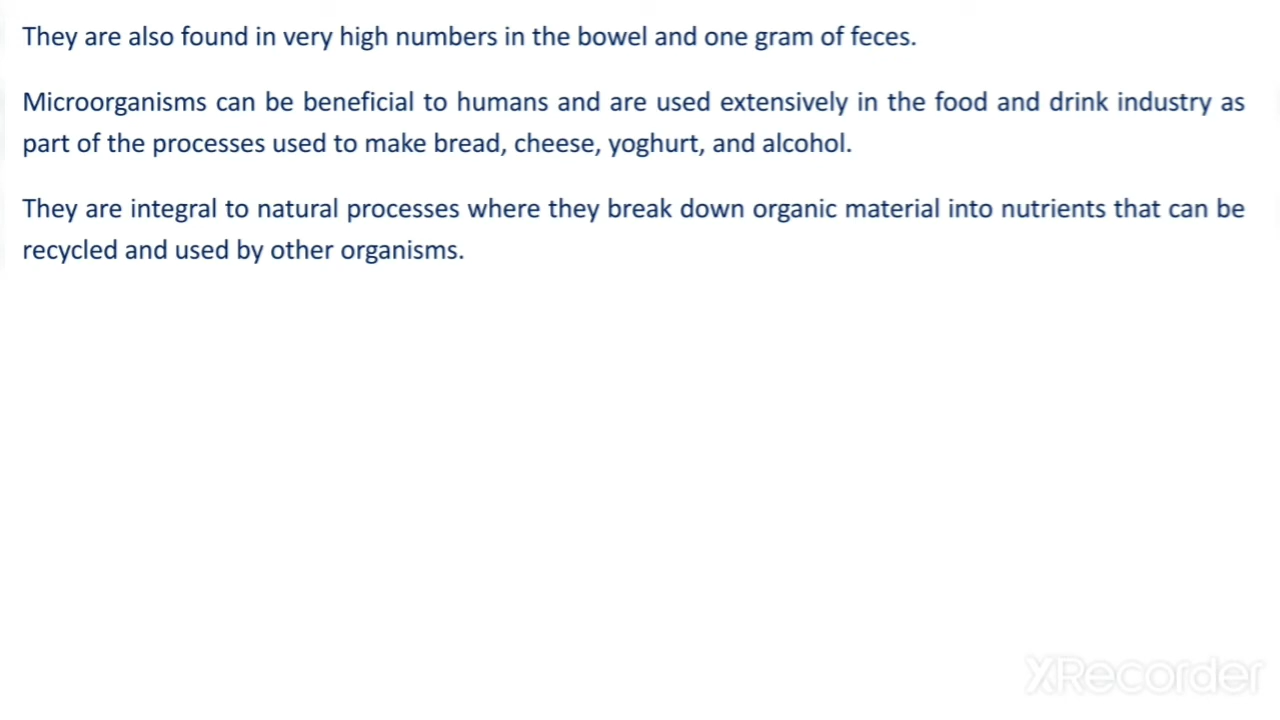 They are also found in very high numbers in the bowel and one gram of feces.
Microorganisms can be beneficial to humans and are used extensively in the food and drink industry as
part of the processes used to make bread, cheese, yoghurt, and alcohol.
They are integral to natural processes where they break down organic material into nutrients that can be
recycled and used by other organisms.
XRecorder